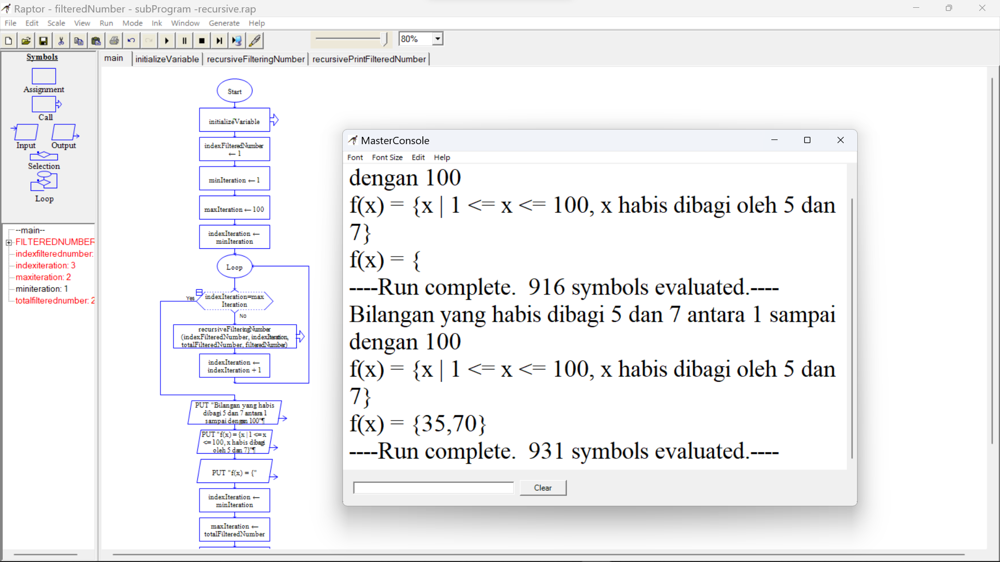 Raptor - filteredNumber - subProgram -recursive.rap
File Edit Scale View Run Mode Ink Window Generate Help
80%
Symbols
Assignment
Call
Input Output
Selection
Loop
--main--
FILTEREDNUMBER
indexfilterednumber:
indexiteration: 3
maxiteration: 2
miniteration: 1
totalfilterednumber: 2
main initializeVariable recursiveFilteringNumber recursivePrintFilteredNumber
Start
initializeVariable
indexFilteredNumber
← 1
minIteration ← 1
maxIteration ← 100
indexIteration ←
minIteration
Loop
indexIteration=max
Iteration
Yes
No
recursiveFilteringNumber
(indexFilteredNumber, indexIteration,
totalFilteredNumber, filteredNumber)
indexIteration ←
indexIteration + 1
PUT "Bilangan yang habis
dibagi 5 dan 7 antara 1
sampai dengan 100"¶
PUT "f(x) = {x | 1 <= x
<= 100, x habis dibagi
oleh 5 dan 7}"¶
PUT "f(x) = {"
indexIteration ←
minIteration
maxIteration ←
totalFilteredNumber
MasterConsole
Font Font Size Edit Help
dengan 100
f(x) = {x | 1 <= x <= 100, x habis dibagi oleh 5 dan
7}
f(x) = {
----Run complete.  916 symbols evaluated.----
Bilangan yang habis dibagi 5 dan 7 antara 1 sampai
dengan 100
f(x) = {x | 1 <= x <= 100, x habis dibagi oleh 5 dan
7}
f(x) = {35,70}
----Run complete.  931 symbols evaluated.----
Clear